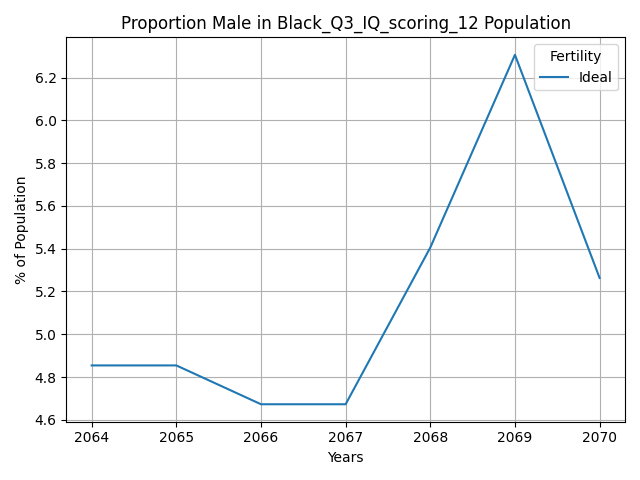 Proportion Male in Black_Q3_IQ_scoring_12 Population
Fertility
Ideal
% of Population
6.2
6.0
5.8
5.6
5.4
5.2
5.0
4.8
4.6
2064 2065 2066 2067 2068 2069 2070
Years